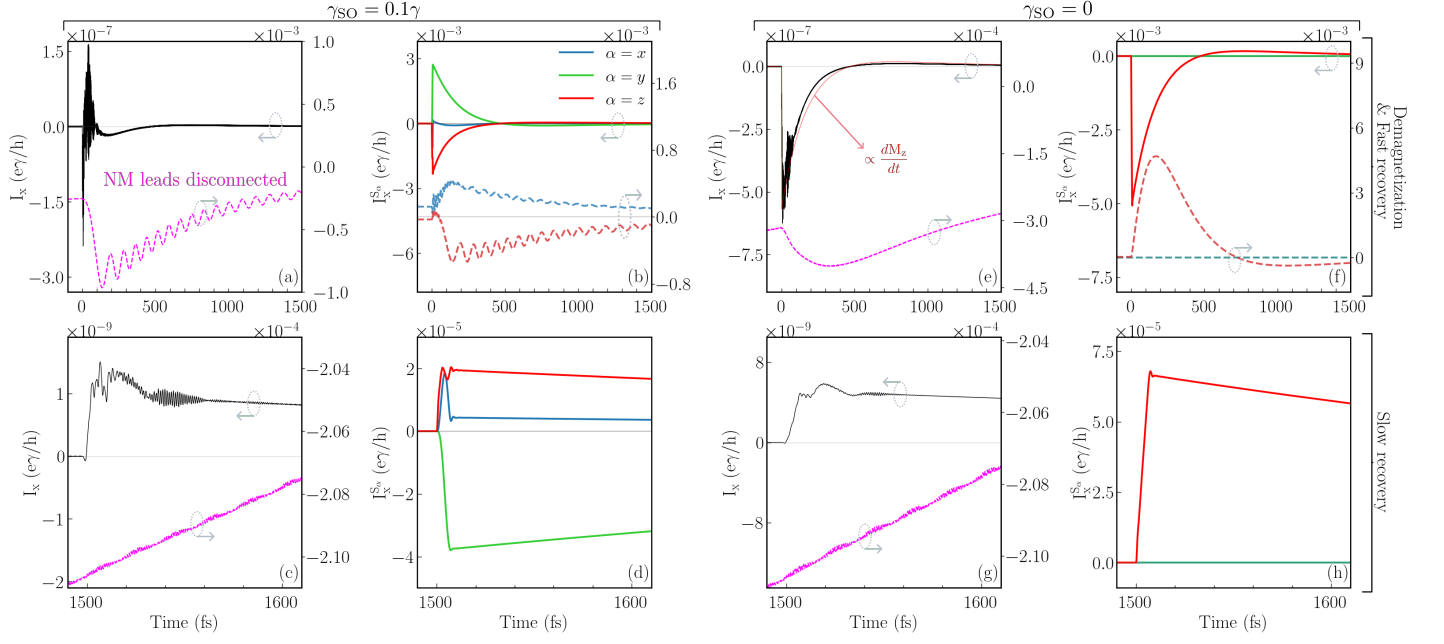 γSO = 0.1γ
γSO = 0
×10−7 ×10−3
1.5
0.0
−1.5
−3.0
1.0
0.5
0.0
−0.5
−1.0
Ix (eγ/h)
NM leads disconnected
(a)
0 500 1000 1500
×10−3 ×10−3
3
0
−3
−6
1.6
0.8
0.0
−0.8
IxSα (eγ/h)
α = x
α = y
α = z
(b)
0 500 1000 1500
×10−7 ×10−4
0.0
−2.5
−5.0
−7.5
0.5
−1.5
−3.0
−4.5
Ix (eγ/h)
∝ dMz/dt
(e)
0 500 1000 1500
×10−3 ×10−3
0.0
−2.5
−5.0
−7.5
9
6
3
0
IxSα (eγ/h)
(f)
0 500 1000 1500
Demagnetization
& Fast recovery
×10−9 ×10−4
1
0
−1
−2
−2.04
−2.06
−2.08
−2.10
Ix (eγ/h)
(c)
1500 1600
Time (fs)
×10−5
2
0
−2
−4
IxSα (eγ/h)
(d)
1500 1600
Time (fs)
×10−9 ×10−4
8
0
−8
−2.04
−2.06
−2.08
−2.10
Ix (eγ/h)
(g)
1500 1600
Time (fs)
×10−5
7.5
5.0
2.5
0.0
IxSα (eγ/h)
(h)
1500 1600
Time (fs)
Slow recovery